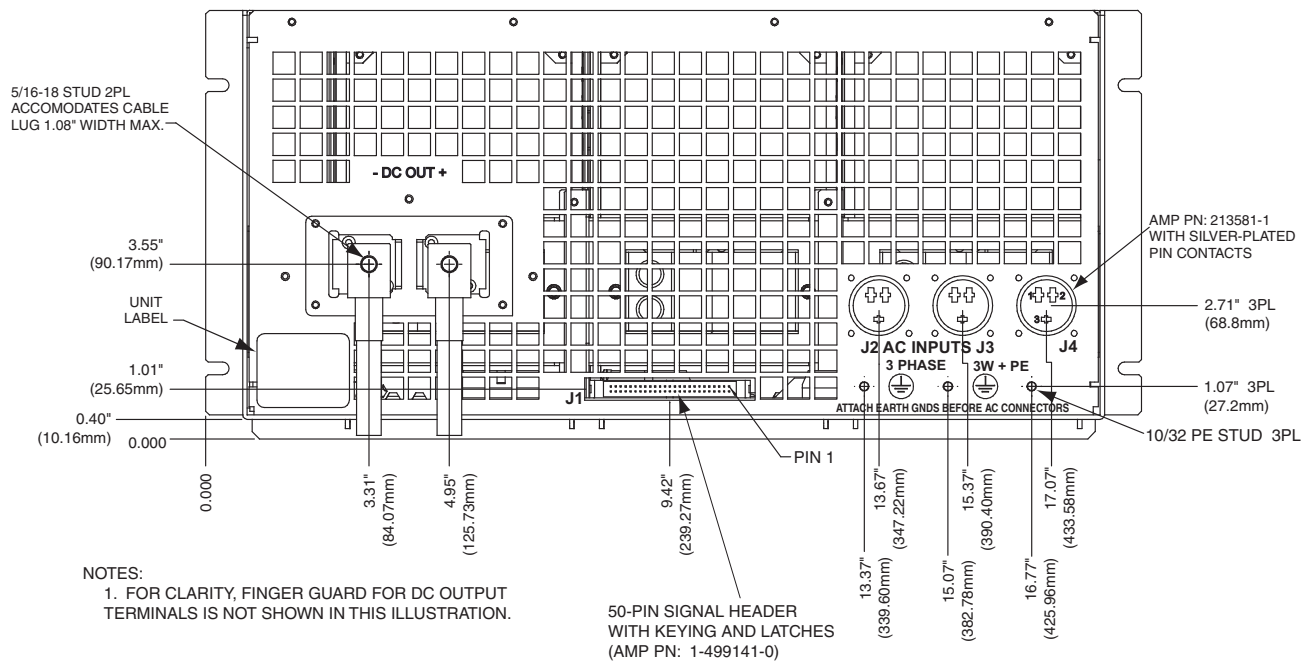 5/16-18 STUD 2PL
ACCOMODATES CABLE
LUG 1.08" WIDTH MAX.
- DC OUT +
3.55"
(90.17mm)
UNIT
LABEL
1.01"
(25.65mm)
0.40"
(10.16mm)
0.000
0.000
3.31"
(84.07mm)
4.95"
(125.73mm)
J1
9.42"
(239.27mm)
PIN 1
AMP PN: 213581-1
WITH SILVER-PLATED
PIN CONTACTS
1 2
3
2.71" 3PL
(68.8mm)
J2 AC INPUTS J3
J4
3 PHASE 3W + PE
1.07" 3PL
(27.2mm)
ATTACH EARTH GNDS BEFORE AC CONNECTORS
10/32 PE STUD 3PL
13.67"
(347.22mm)
15.37"
(390.40mm)
17.07"
(433.58mm)
13.37"
(339.60mm)
15.07"
(382.78mm)
16.77"
(425.96mm)
NOTES:
1. FOR CLARITY, FINGER GUARD FOR DC OUTPUT
TERMINALS IS NOT SHOWN IN THIS ILLUSTRATION.
50-PIN SIGNAL HEADER
WITH KEYING AND LATCHES
(AMP PN: 1-499141-0)